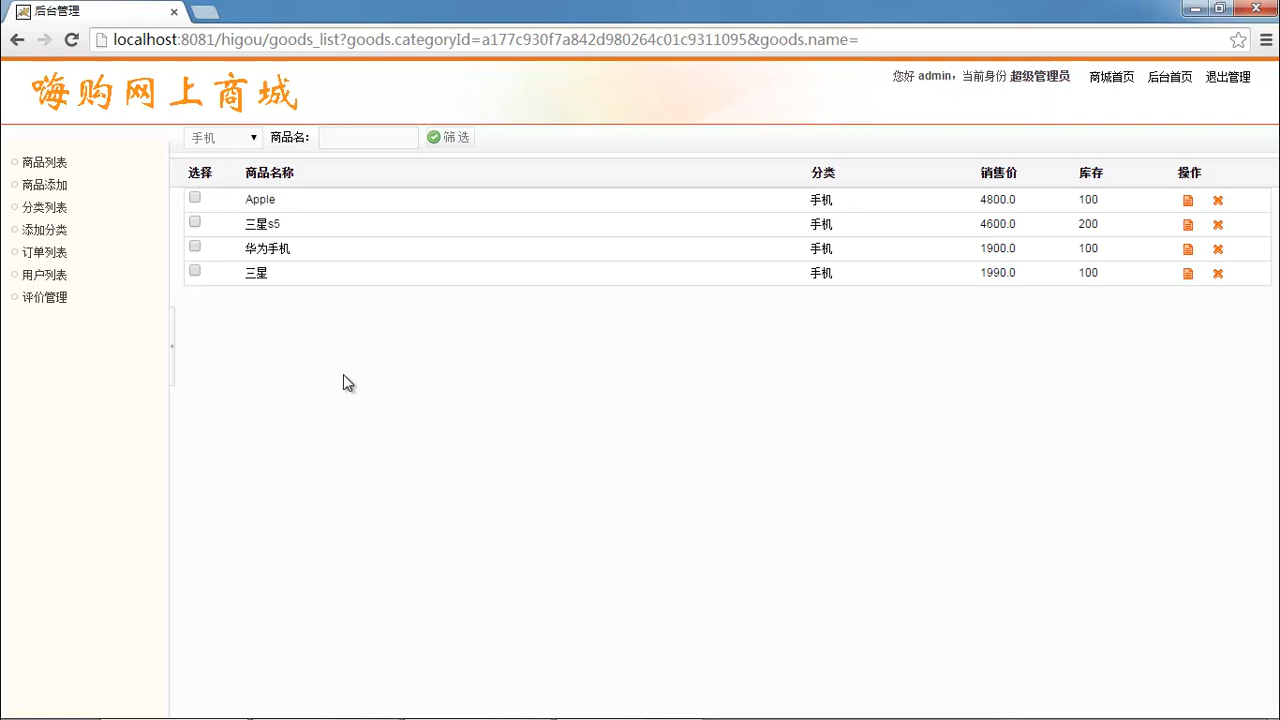 后台管理
localhost:8081/higou/goods_list?goods.categoryId=a177c930f7a842d980264c01c9311095&goods.name=
嗨购网上商城
您好 admin，当前身份 超级管理员 商城首页 后台首页 退出管理
手机 商品名： 筛选
商品列表
商品添加
分类列表
添加分类
订单列表
用户列表
评价管理
选择 商品名称 分类 销售价 库存 操作
Apple 手机 4800.0 100
三星s5 手机 4600.0 200
华为手机 手机 1900.0 100
三星 手机 1990.0 100